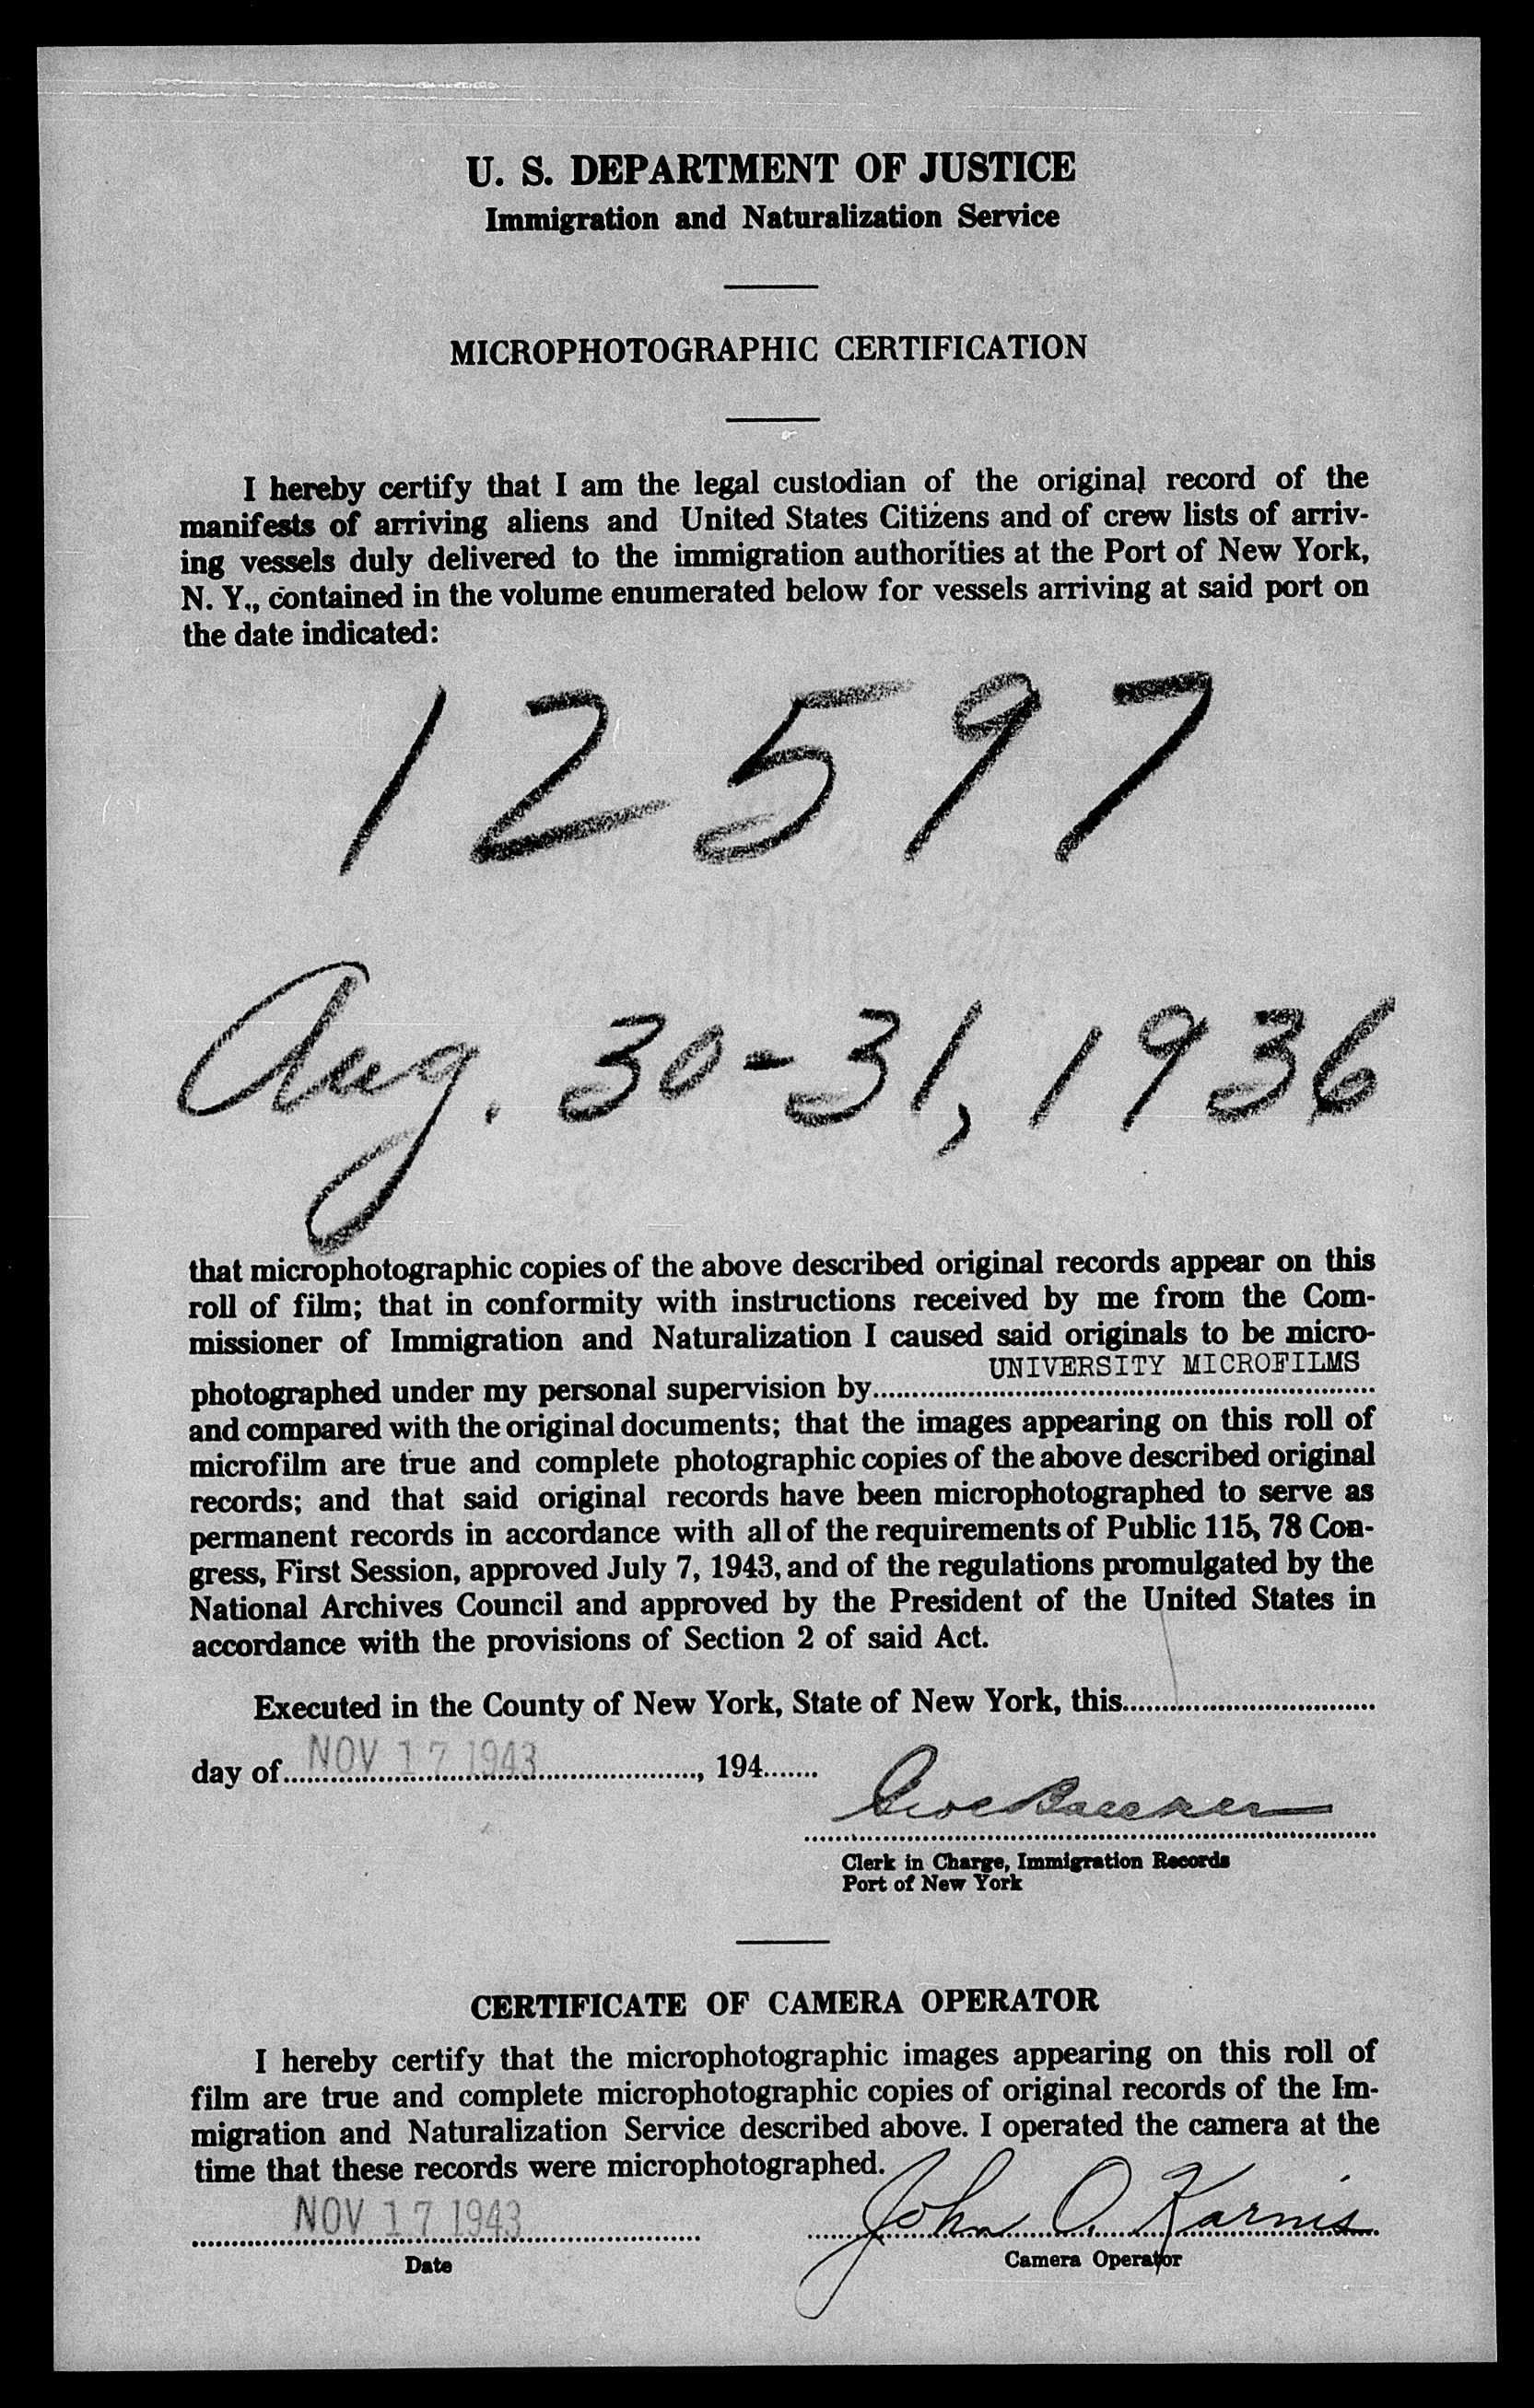 U. S. DEPARTMENT OF JUSTICE
Immigration and Naturalization Service
MICROPHOTOGRAPHIC CERTIFICATION
I hereby certify that I am the legal custodian of the original record of the
manifests of arriving aliens and United States Citizens and of crew lists of arriv-
ing vessels duly delivered to the immigration authorities at the Port of New York,
N. Y., contained in the volume enumerated below for vessels arriving at said port on
the date indicated:
12597
Aug. 30-31, 1936
that microphotographic copies of the above described original records appear on this
roll of film; that in conformity with instructions received by me from the Com-
missioner of Immigration and Naturalization I caused said originals to be micro-
photographed under my personal supervision by UNIVERSITY MICROFILMS
and compared with the original documents; that the images appearing on this roll of
microfilm are true and complete photographic copies of the above described original
records; and that said original records have been microphotographed to serve as
permanent records in accordance with all of the requirements of Public 115, 78 Con-
gress, First Session, approved July 7, 1943, and of the regulations promulgated by the
National Archives Council and approved by the President of the United States in
accordance with the provisions of Section 2 of said Act.
Executed in the County of New York, State of New York, this
day of NOV 17 1943, 194
Clerk in Charge, Immigration Records
Port of New York
CERTIFICATE OF CAMERA OPERATOR
I hereby certify that the microphotographic images appearing on this roll of
film are true and complete microphotographic copies of original records of the Im-
migration and Naturalization Service described above. I operated the camera at the
time that these records were microphotographed.
NOV 17 1943 John O. Karnis
Date Camera Operator